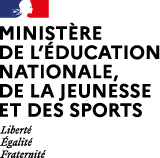 MINISTÈRE
DE L'ÉDUCATION
NATIONALE,
DE LA JEUNESSE
ET DES SPORTS
Liberté
Égalité
Fraternité